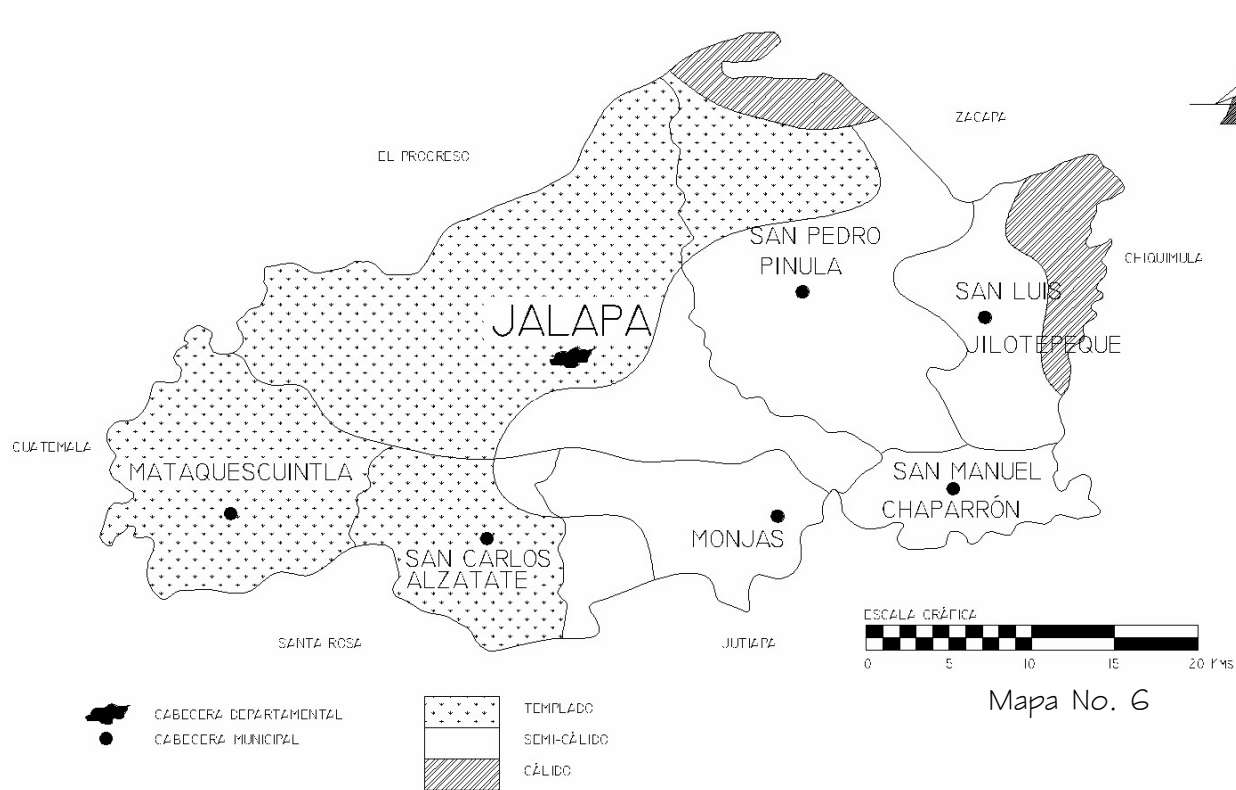 ZACAPA
EL PROGRESO
SAN PEDRO
PINULA
CHIQUIMULA
SAN LUIS
JILOTEPEQUE
JALAPA
GUATEMALA
MATAQUESCUINTLA
SAN MANUEL
CHAPARRÓN
MONJAS
SAN CARLOS
ALZATATE
SANTA ROSA
JUTIAPA
ESCALA GRÁFICA
0 5 10 15 20 KMS
Mapa No. 6
CABECERA DEPARTAMENTAL
CABECERA MUNICIPAL
TEMPLADO
SEMI-CÁLIDO
CÁLIDO